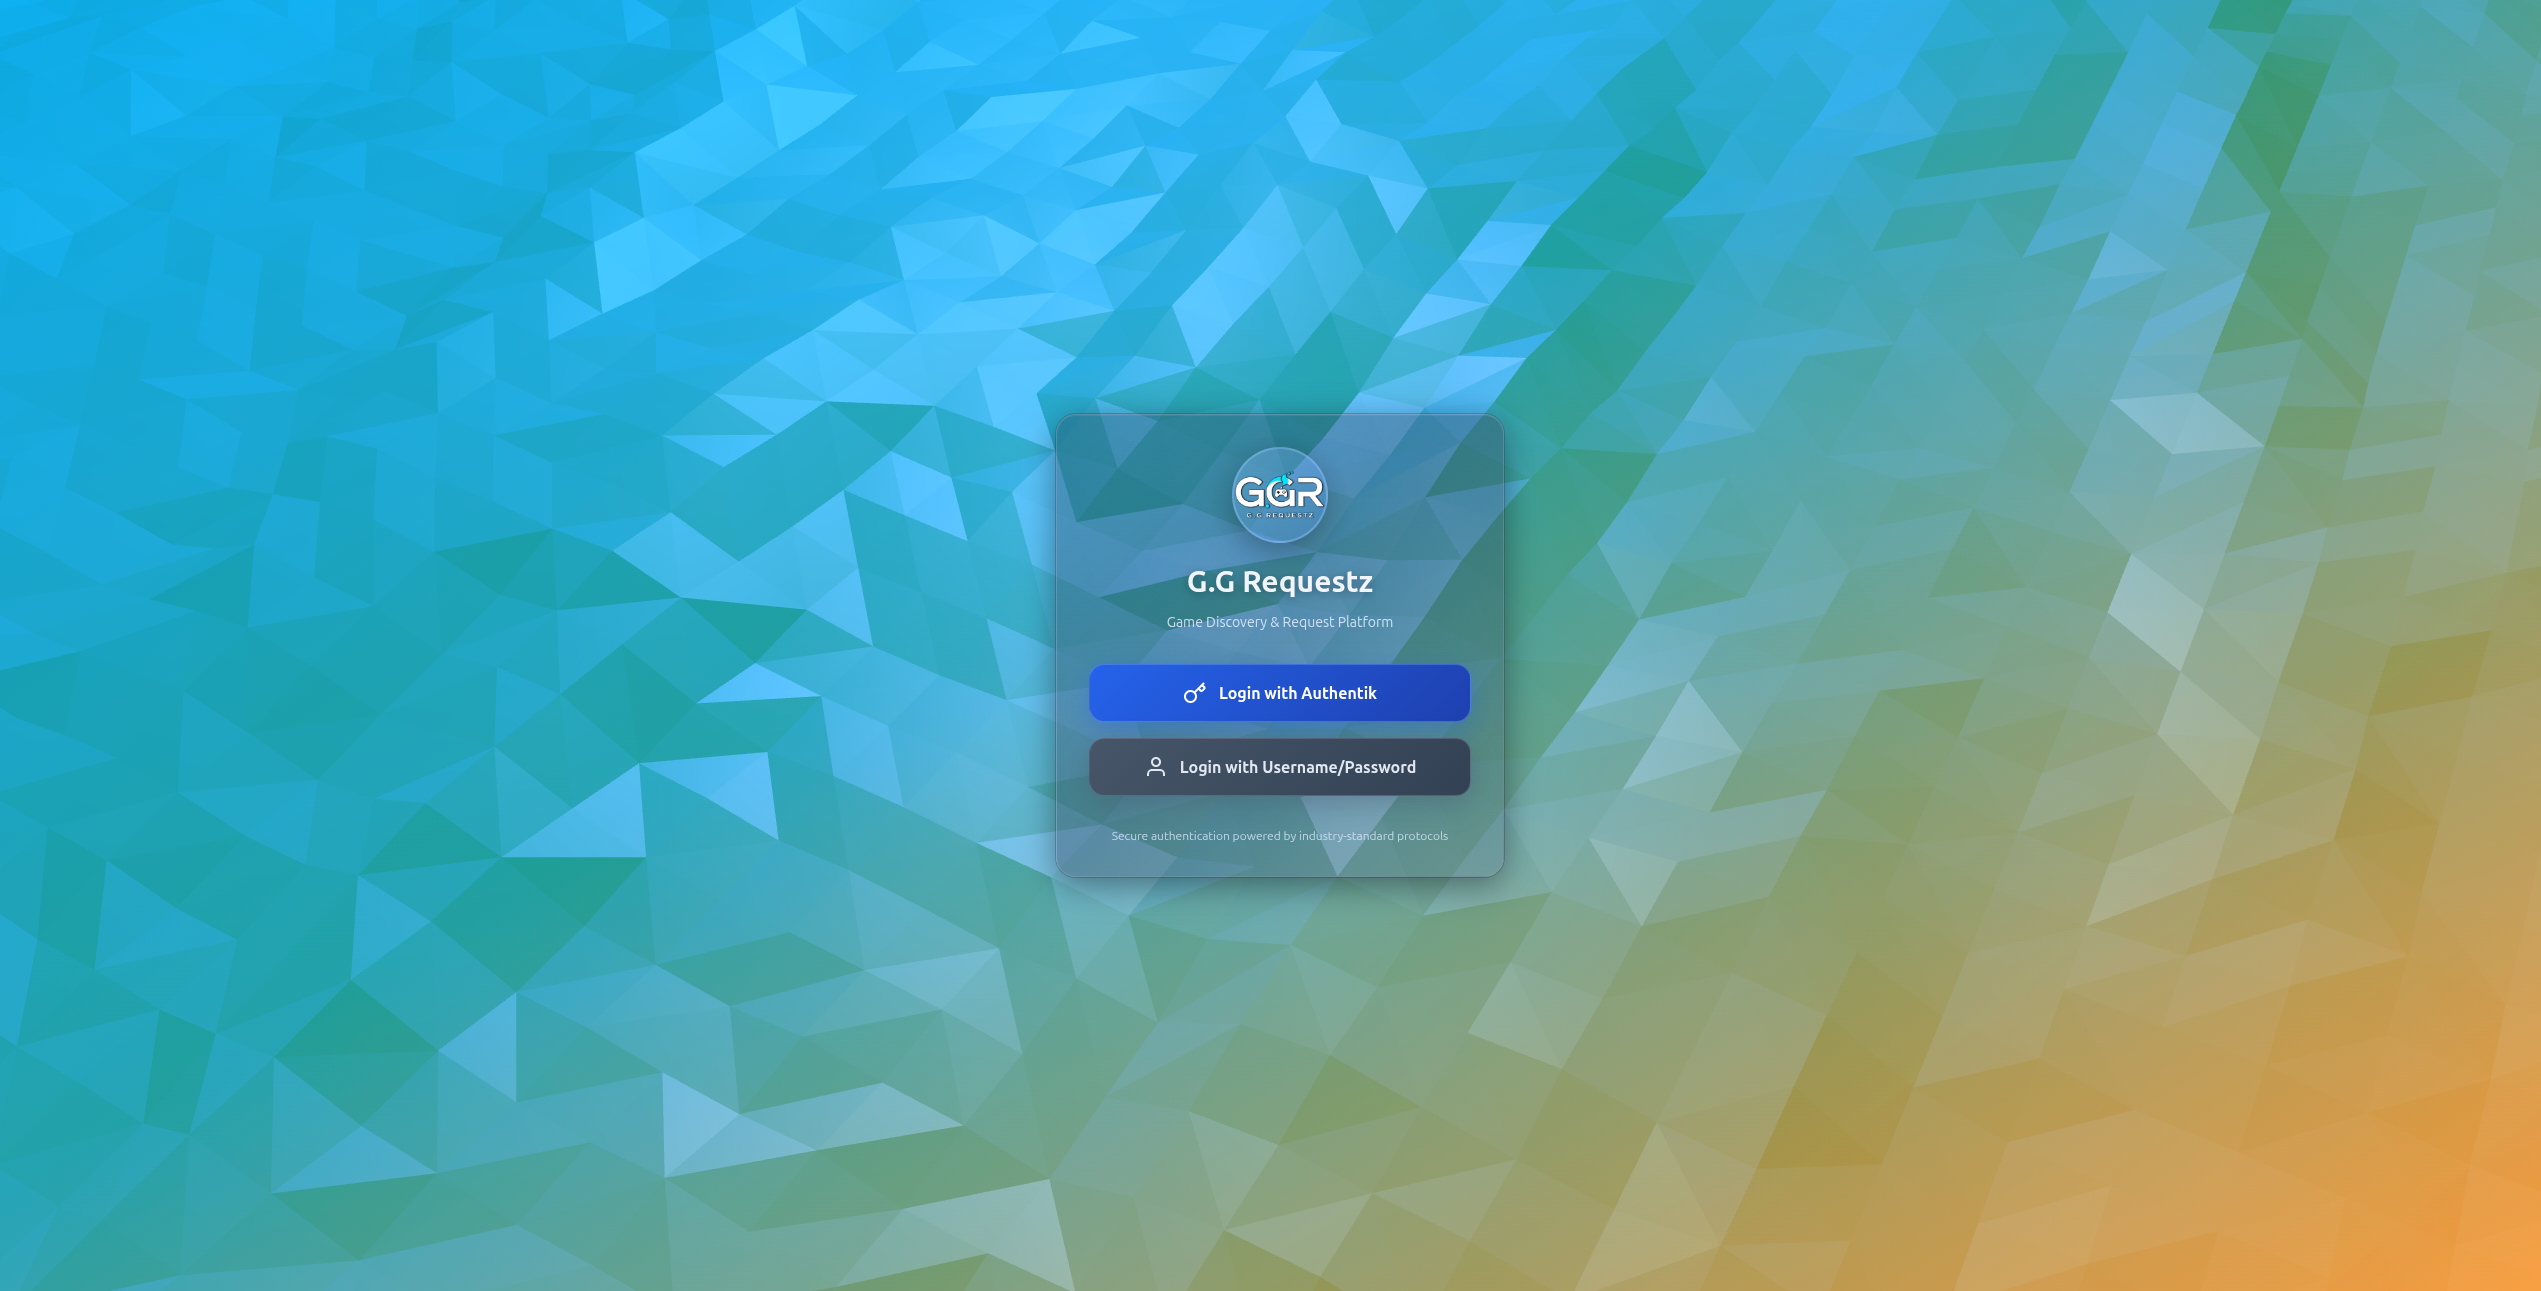 GGR
G.G REQUESTZ
G.G Requestz
Game Discovery & Request Platform
Login with Authentik
Login with Username/Password
Secure authentication powered by industry-standard protocols